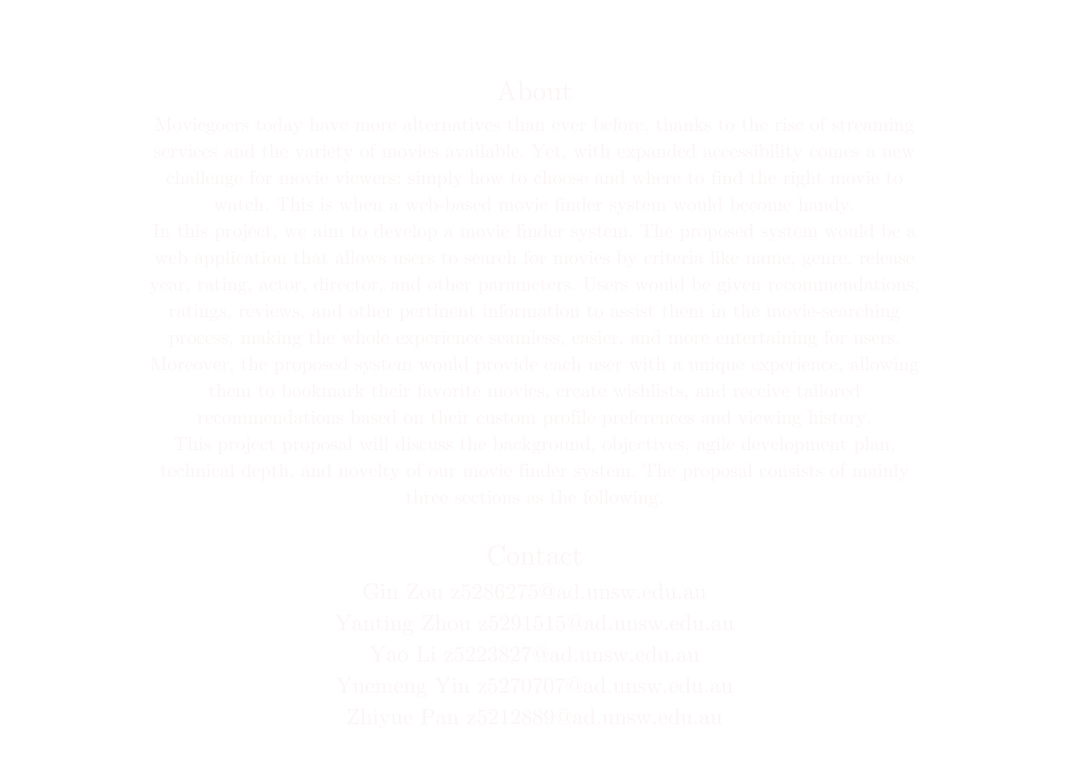 About
Moviegoers today have more alternatives than ever before, thanks to the rise of streaming
services and the variety of movies available. Yet, with expanded accessibility comes a new
challenge for movie viewers: simply how to choose and where to find the right movie to
watch. This is when a web-based movie finder system would become handy.
In this project, we aim to develop a movie finder system. The proposed system would be a
web application that allows users to search for movies by criteria like name, genre, release
year, rating, actor, director, and other parameters. Users would be given recommendations,
ratings, reviews, and other pertinent information to assist them in the movie-searching
process, making the whole experience seamless, easier, and more entertaining for users.
Moreover, the proposed system would provide each user with a unique experience, allowing
them to bookmark their favorite movies, create wishlists, and receive tailored
recommendations based on their custom profile preferences and viewing history.
This project proposal will discuss the background, objectives, agile development plan,
technical depth, and novelty of our movie finder system. The proposal consists of mainly
three sections as the following.
Contact
Gin Zou z5286275@ad.unsw.edu.au
Yanting Zhou z5291515@ad.unsw.edu.au
Yao Li z5223827@ad.unsw.edu.au
Yuemeng Yin z5270707@ad.unsw.edu.au
Zhiyue Pan z5212889@ad.unsw.edu.au